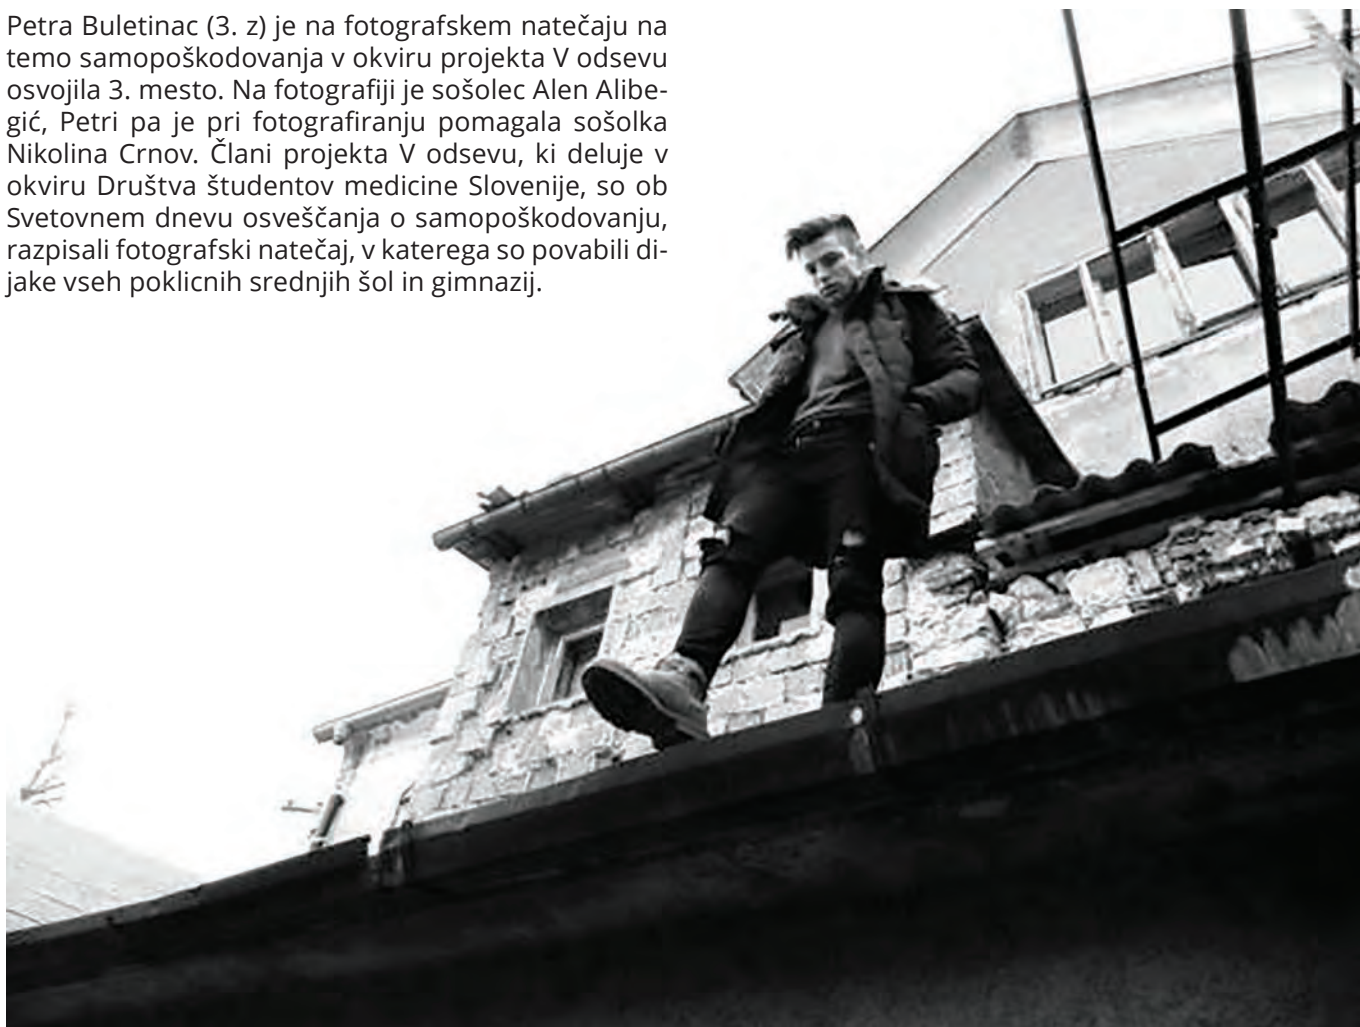 Petra Buletinac (3. z) je na fotografskem natečaju na
temo samopoškodovanja v okviru projekta V odsevu
osvojila 3. mesto. Na fotografiji je sošolec Alen Alibe-
gić, Petri pa je pri fotografiranju pomagala sošolka
Nikolina Crnov. Člani projekta V odsevu, ki deluje v
okviru Društva študentov medicine Slovenije, so ob
Svetovnem dnevu osveščanja o samopoškodovanju,
razpisali fotografski natečaj, v katerega so povabili di-
jake vseh poklicnih srednjih šol in gimnazij.